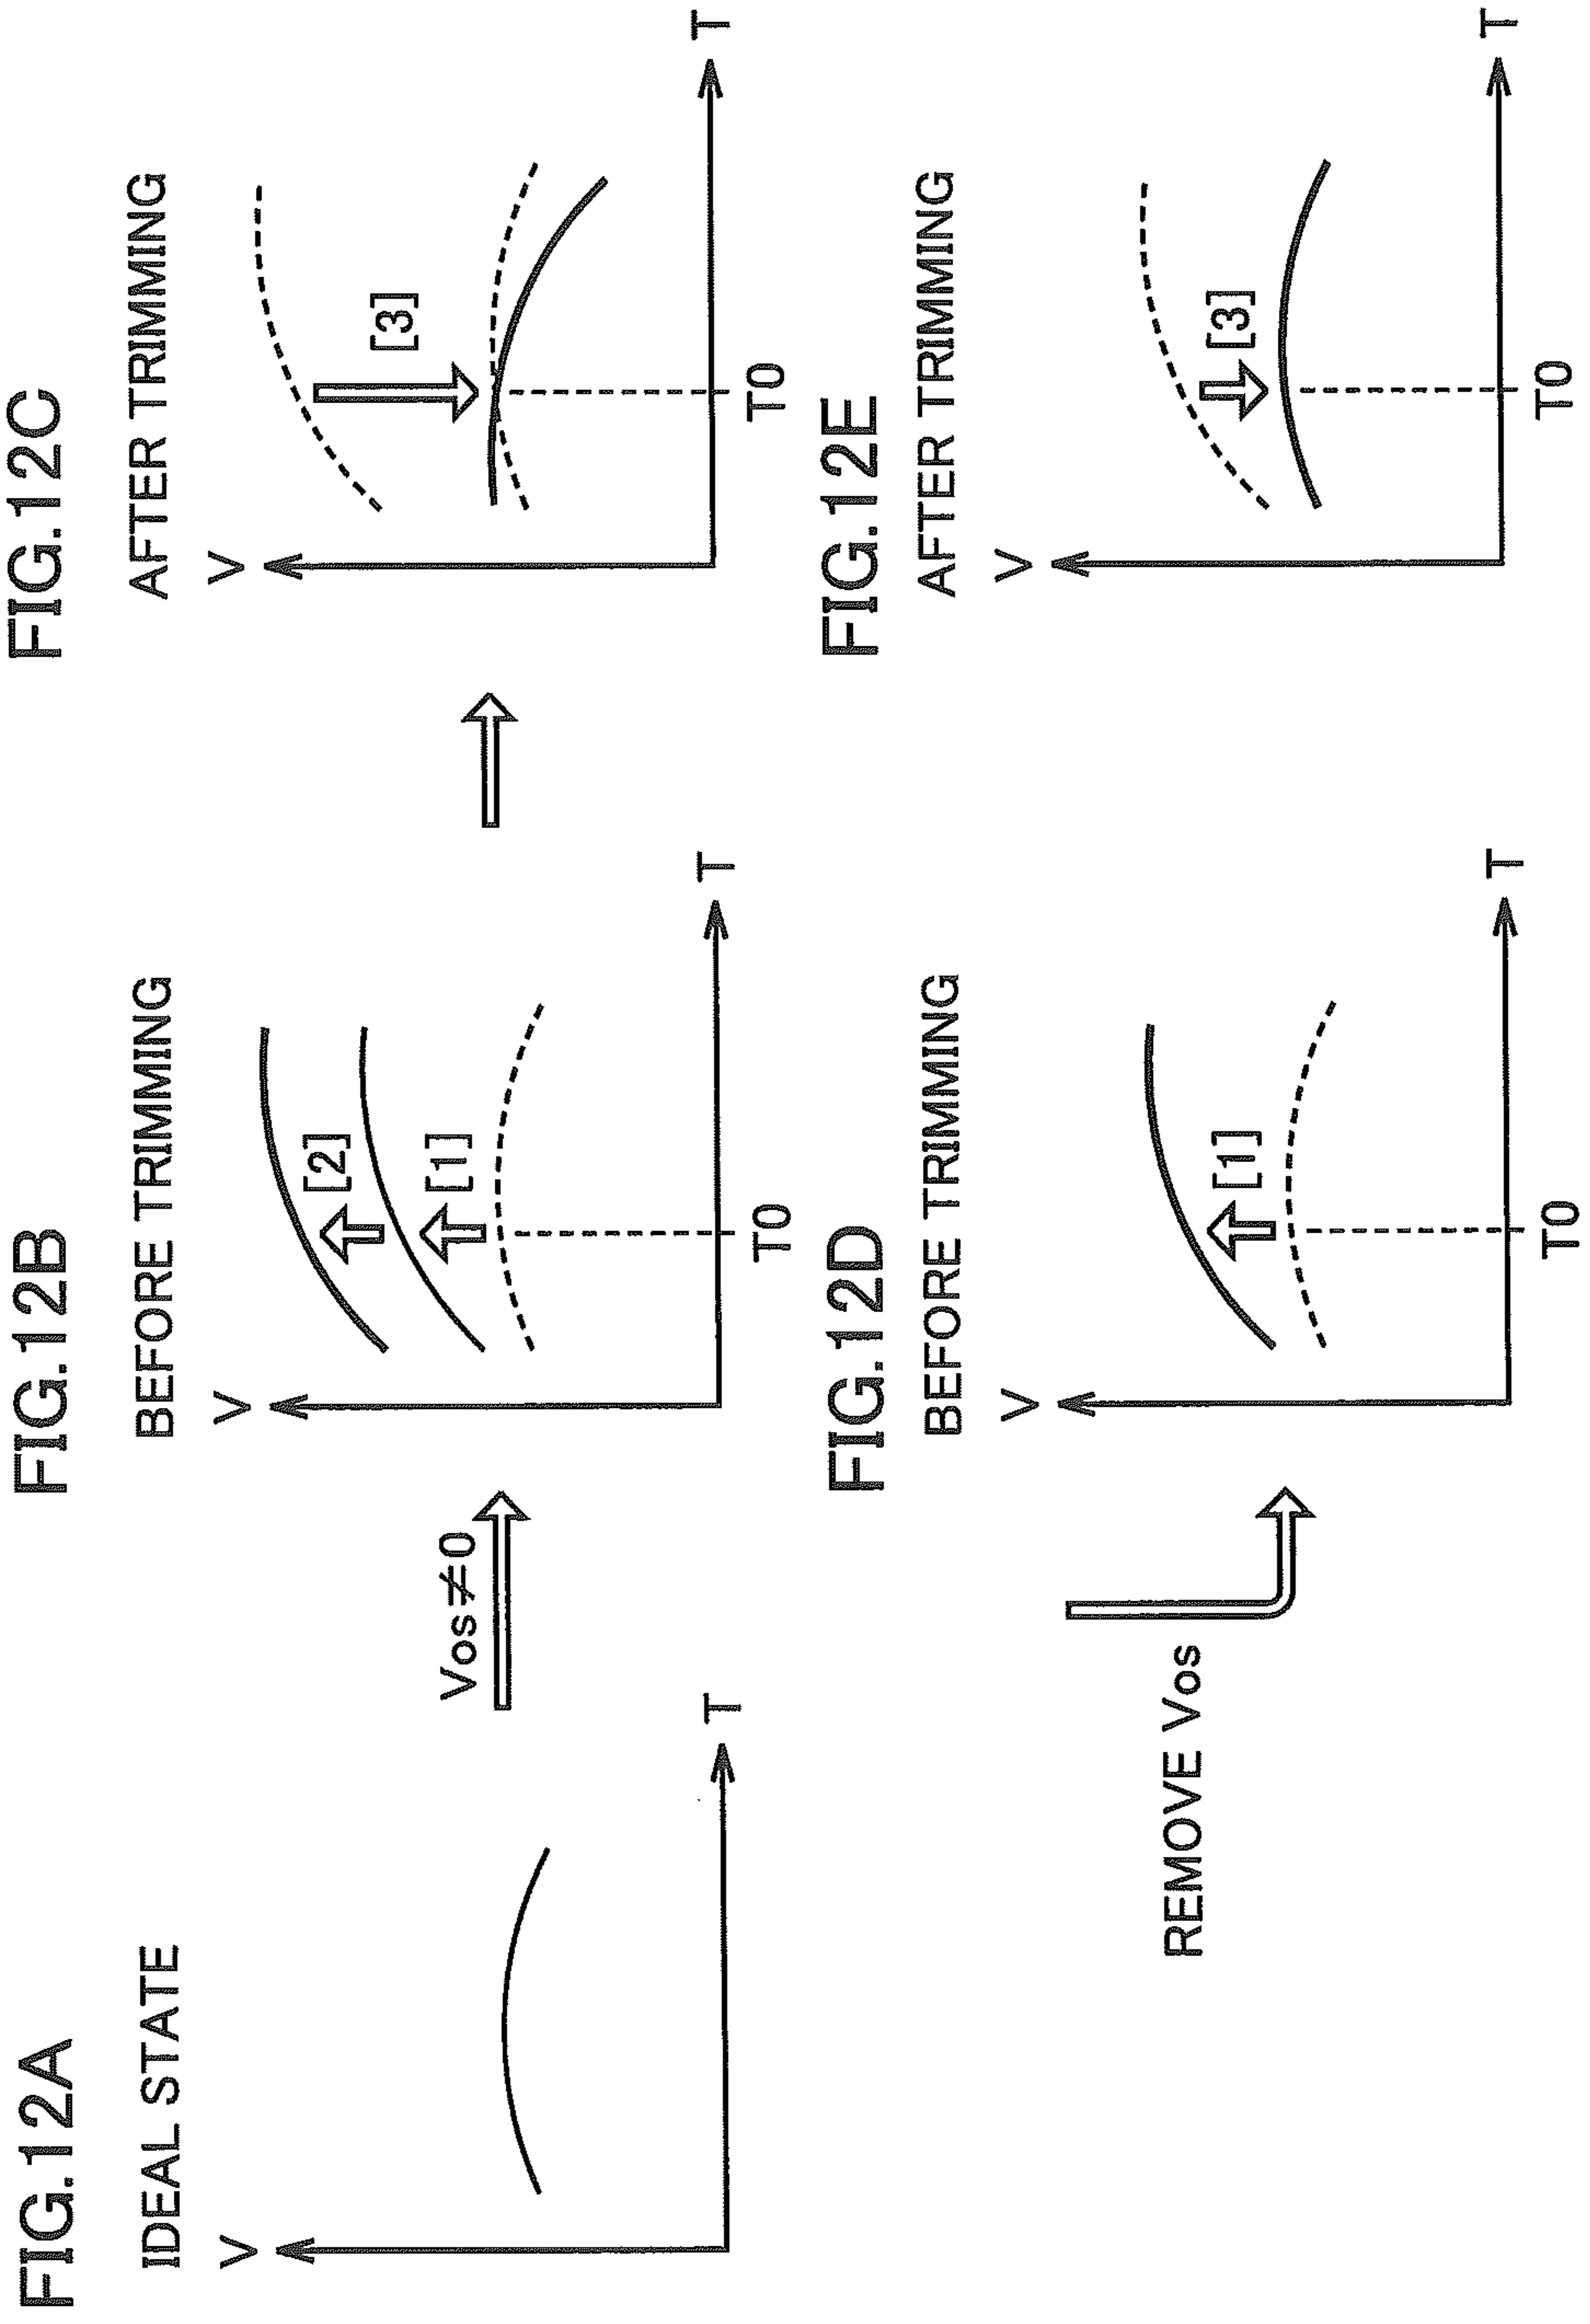 FIG.12A
IDEAL STATE
V
T
Vos≠0
FIG.12B
BEFORE TRIMMING
V
[2]
[1]
T0
T
FIG.12C
AFTER TRIMMING
V
[3]
T0
T
REMOVE Vos
FIG.12D
BEFORE TRIMMING
V
[1]
T0
T
FIG.12E
AFTER TRIMMING
V
[3]
T0
T